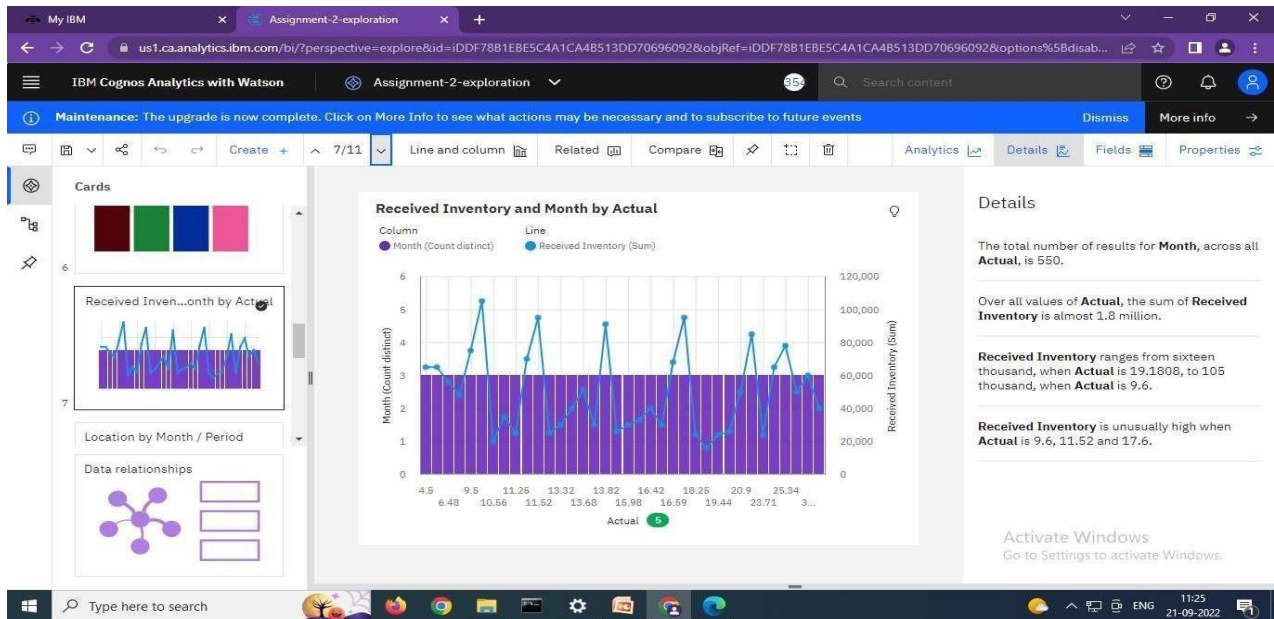 My IBM
Assignment-2-exploration
us1.ca.analytics.ibm.com/bi/?perspective=explore&id=iDDF78B1EBE5C4A1CA4B513DD70696092&objRef=iDDF78B1EBE5C4A1CA4B513DD70696092&options%5Bdisab...
IBM Cognos Analytics with Watson
Assignment-2-exploration
354
Search content
Maintenance: The upgrade is now complete. Click on More Info to see what actions may be necessary and to subscribe to future events
Dismiss
More info
Create +
7/11
Line and column
Related
Compare
Analytics
Details
Fields
Properties
Cards
6
Received Inven...onth by Actual
7
Location by Month / Period
Data relationships
Received Inventory and Month by Actual
Column
Line
Month (Count distinct)
Received Inventory (Sum)
Month (Count distinct)
6
5
4
3
2
1
0
120,000
100,000
80,000
60,000
40,000
20,000
0
Received Inventory (Sum)
4.5 9.5 11.25 13.32 13.82 16.42 18.25 20.9 25.34
6.48 10.56 11.52 13.68 15.98 16.59 19.44 23.71 3...
Actual 5
Details
The total number of results for Month, across all
Actual, is 550.
Over all values of Actual, the sum of Received
Inventory is almost 1.8 million.
Received Inventory ranges from sixteen
thousand, when Actual is 19.1808, to 105
thousand, when Actual is 9.6.
Received Inventory is unusually high when
Actual is 9.6, 11.52 and 17.6.
Activate Windows
Go to Settings to activate Windows.
Type here to search
ENG
11:25
21-09-2022